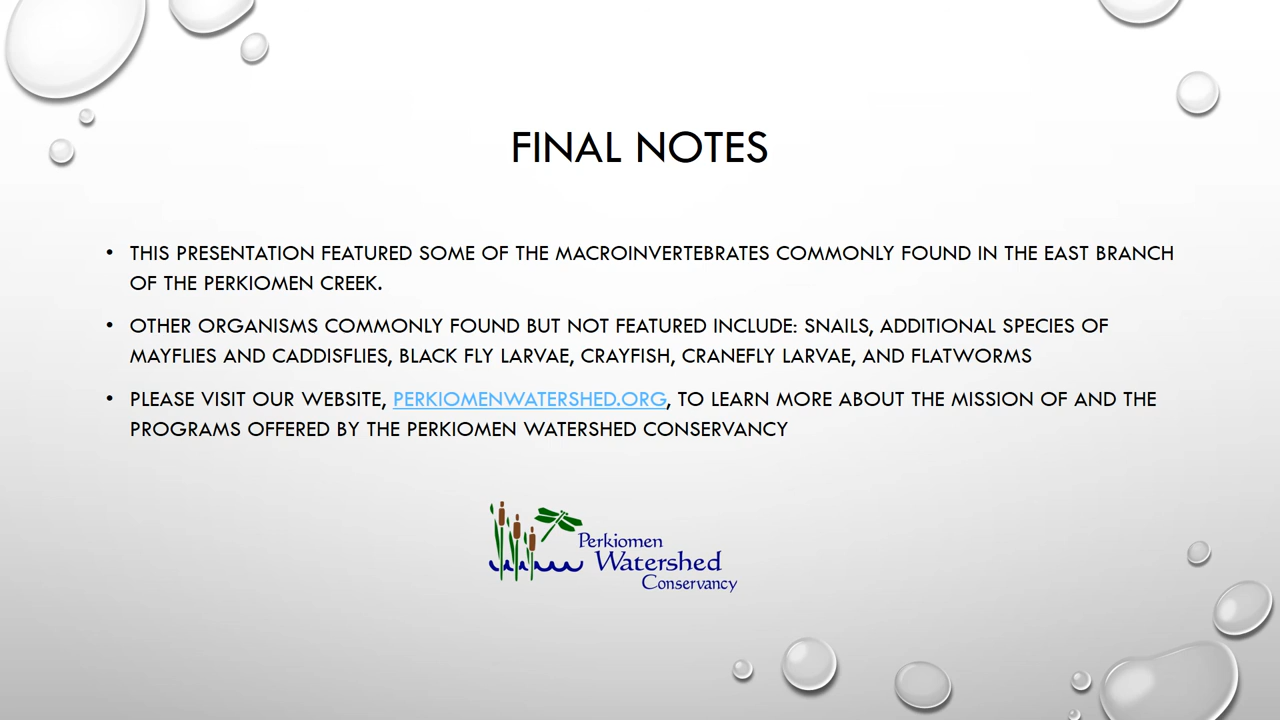 FINAL NOTES
• THIS PRESENTATION FEATURED SOME OF THE MACROINVERTEBRATES COMMONLY FOUND IN THE EAST BRANCH
OF THE PERKIOMEN CREEK.
• OTHER ORGANISMS COMMONLY FOUND BUT NOT FEATURED INCLUDE: SNAILS, ADDITIONAL SPECIES OF
MAYFLIES AND CADDISFLIES, BLACK FLY LARVAE, CRAYFISH, CRANEFLY LARVAE, AND FLATWORMS
• PLEASE VISIT OUR WEBSITE, PERKIOMENWATERSHED.ORG, TO LEARN MORE ABOUT THE MISSION OF AND THE
PROGRAMS OFFERED BY THE PERKIOMEN WATERSHED CONSERVANCY
Perkiomen
Watershed
Conservancy